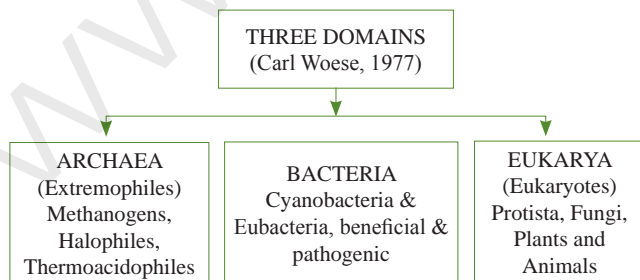 THREE DOMAINS
(Carl Woese, 1977)
ARCHAEA
(Extremophiles)
Methanogens,
Halophiles,
Thermoacidophiles
BACTERIA
Cyanobacteria &
Eubacteria, beneficial &
pathogenic
EUKARYA
(Eukaryotes)
Protista, Fungi,
Plants and
Animals